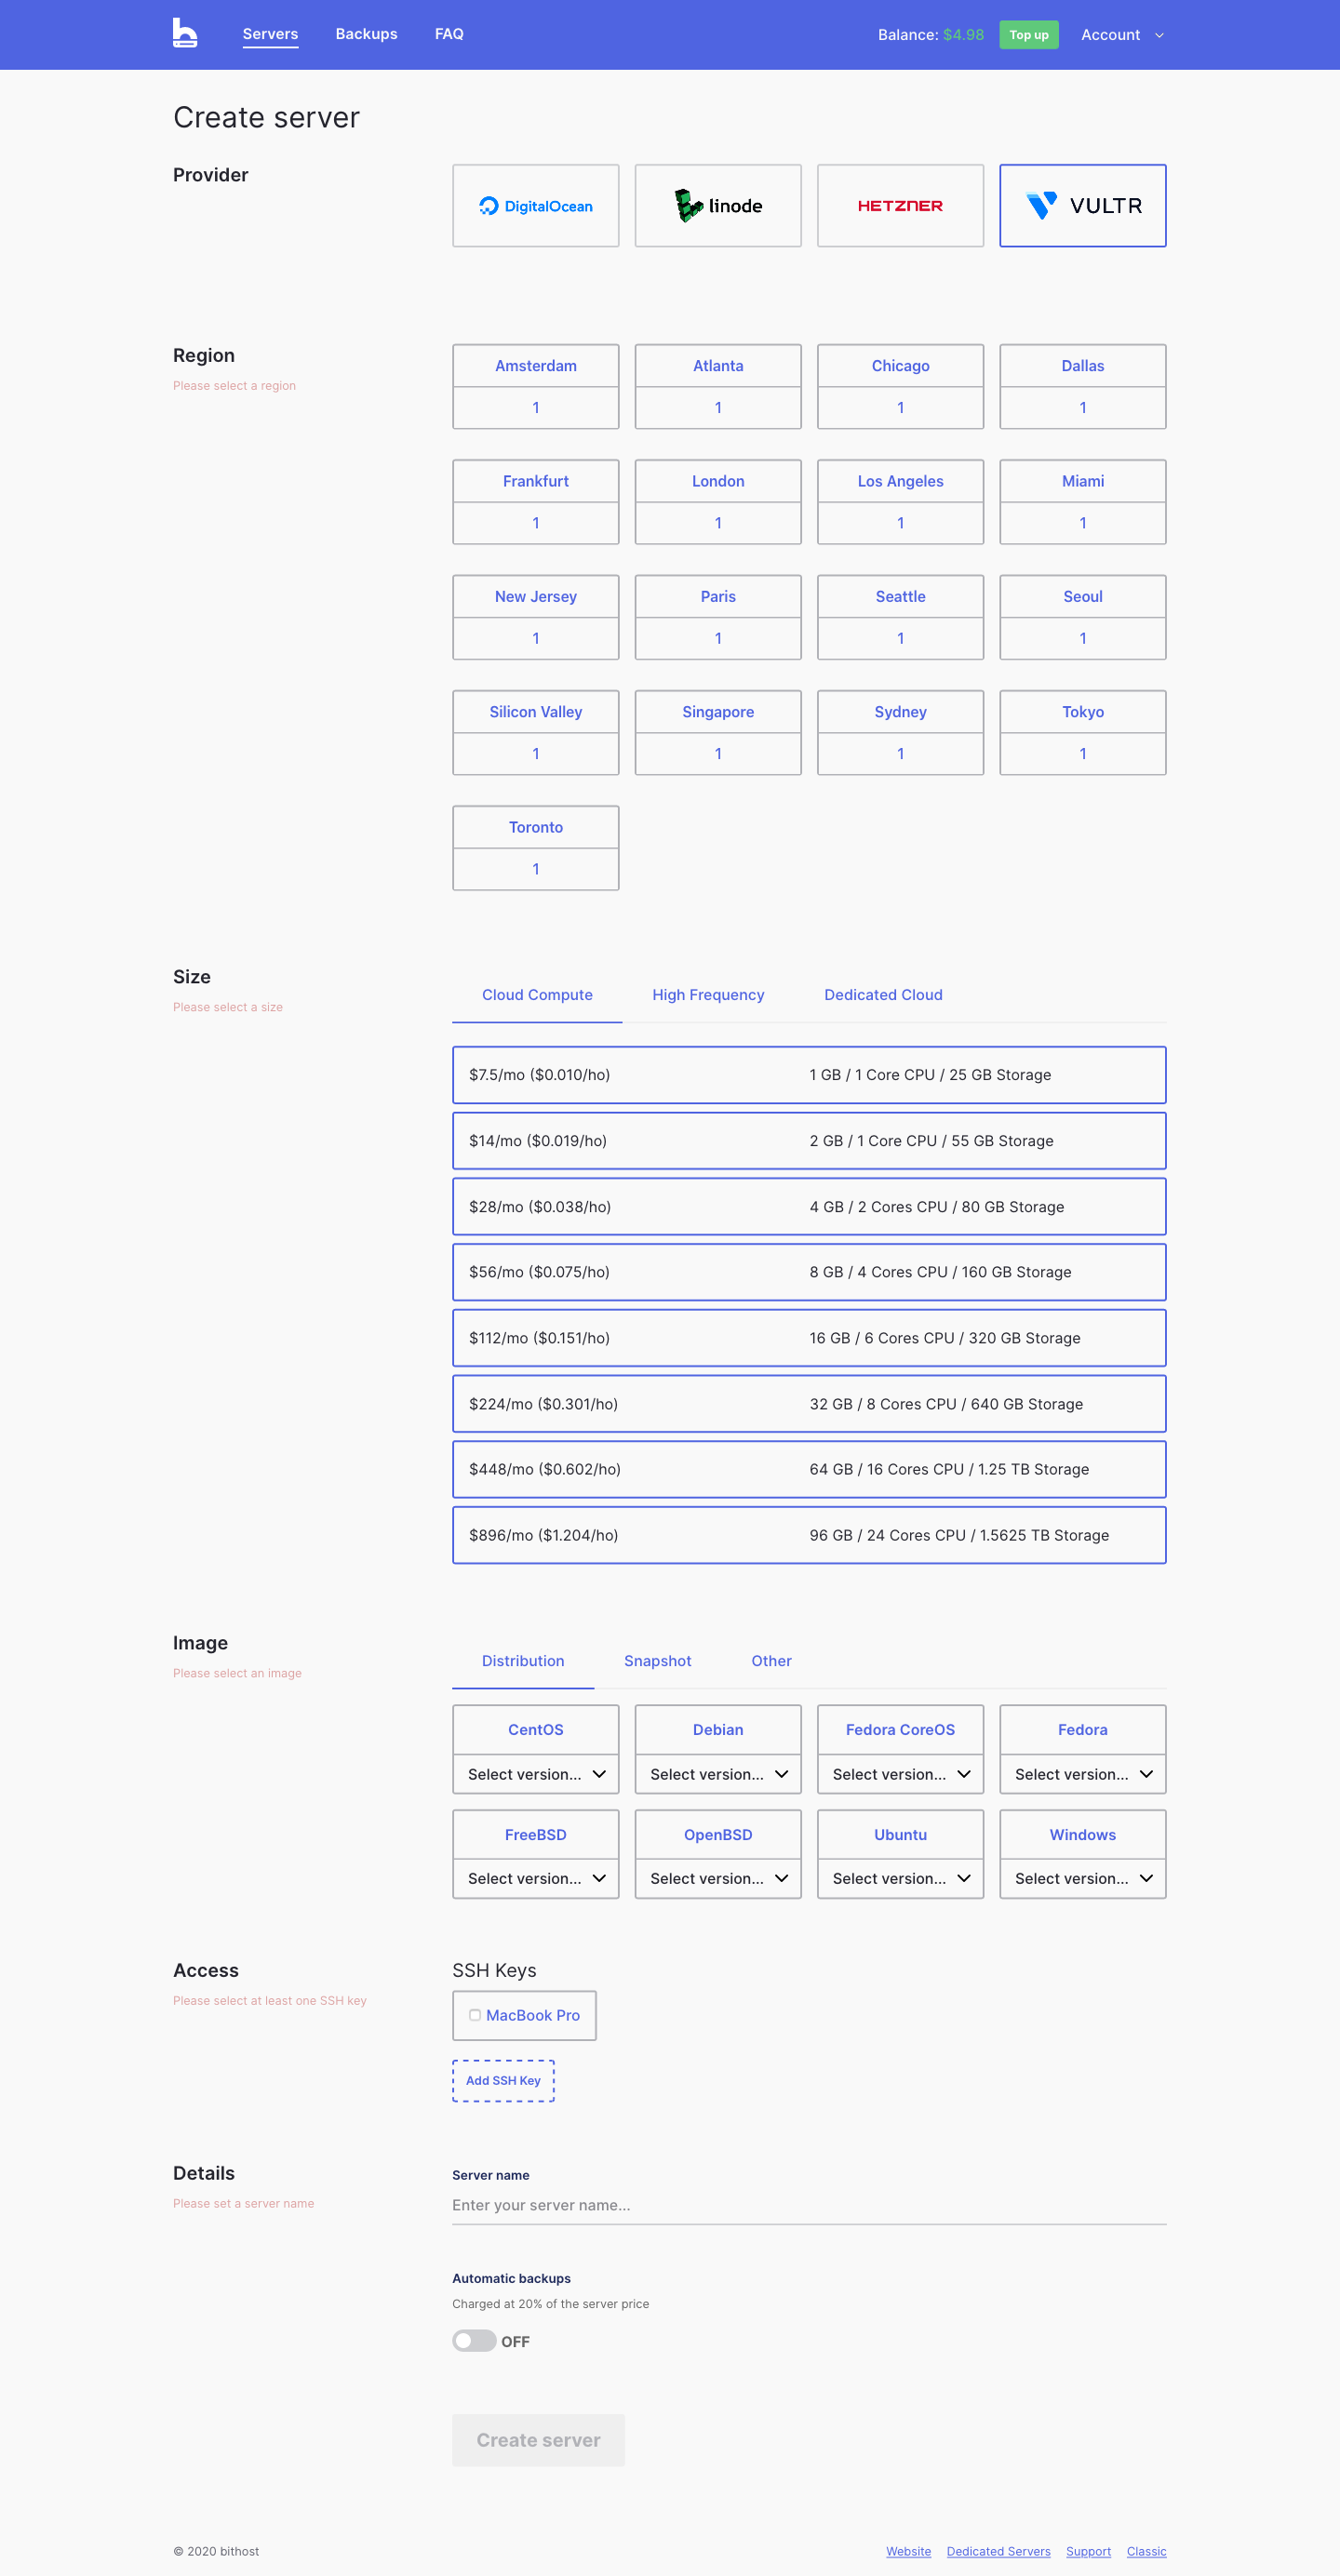 Servers Backups FAQ Balance: $4.98 Top up Account
Create server
Provider
DigitalOcean linode HETZNER VULTR
Region
Please select a region
Amsterdam Atlanta Chicago Dallas
1 1 1 1
Frankfurt London Los Angeles Miami
1 1 1 1
New Jersey Paris Seattle Seoul
1 1 1 1
Silicon Valley Singapore Sydney Tokyo
1 1 1 1
Toronto
1
Size
Please select a size
Cloud Compute High Frequency Dedicated Cloud
$7.5/mo ($0.010/ho) 1 GB / 1 Core CPU / 25 GB Storage
$14/mo ($0.019/ho) 2 GB / 1 Core CPU / 55 GB Storage
$28/mo ($0.038/ho) 4 GB / 2 Cores CPU / 80 GB Storage
$56/mo ($0.075/ho) 8 GB / 4 Cores CPU / 160 GB Storage
$112/mo ($0.151/ho) 16 GB / 6 Cores CPU / 320 GB Storage
$224/mo ($0.301/ho) 32 GB / 8 Cores CPU / 640 GB Storage
$448/mo ($0.602/ho) 64 GB / 16 Cores CPU / 1.25 TB Storage
$896/mo ($1.204/ho) 96 GB / 24 Cores CPU / 1.5625 TB Storage
Image
Please select an image
Distribution Snapshot Other
CentOS Debian Fedora CoreOS Fedora
Select version... Select version... Select version... Select version...
FreeBSD OpenBSD Ubuntu Windows
Select version... Select version... Select version... Select version...
Access
Please select at least one SSH key
SSH Keys
MacBook Pro
Add SSH Key
Details
Please set a server name
Server name
Enter your server name...
Automatic backups
Charged at 20% of the server price
OFF
Create server
© 2020 bithost Website Dedicated Servers Support Classic